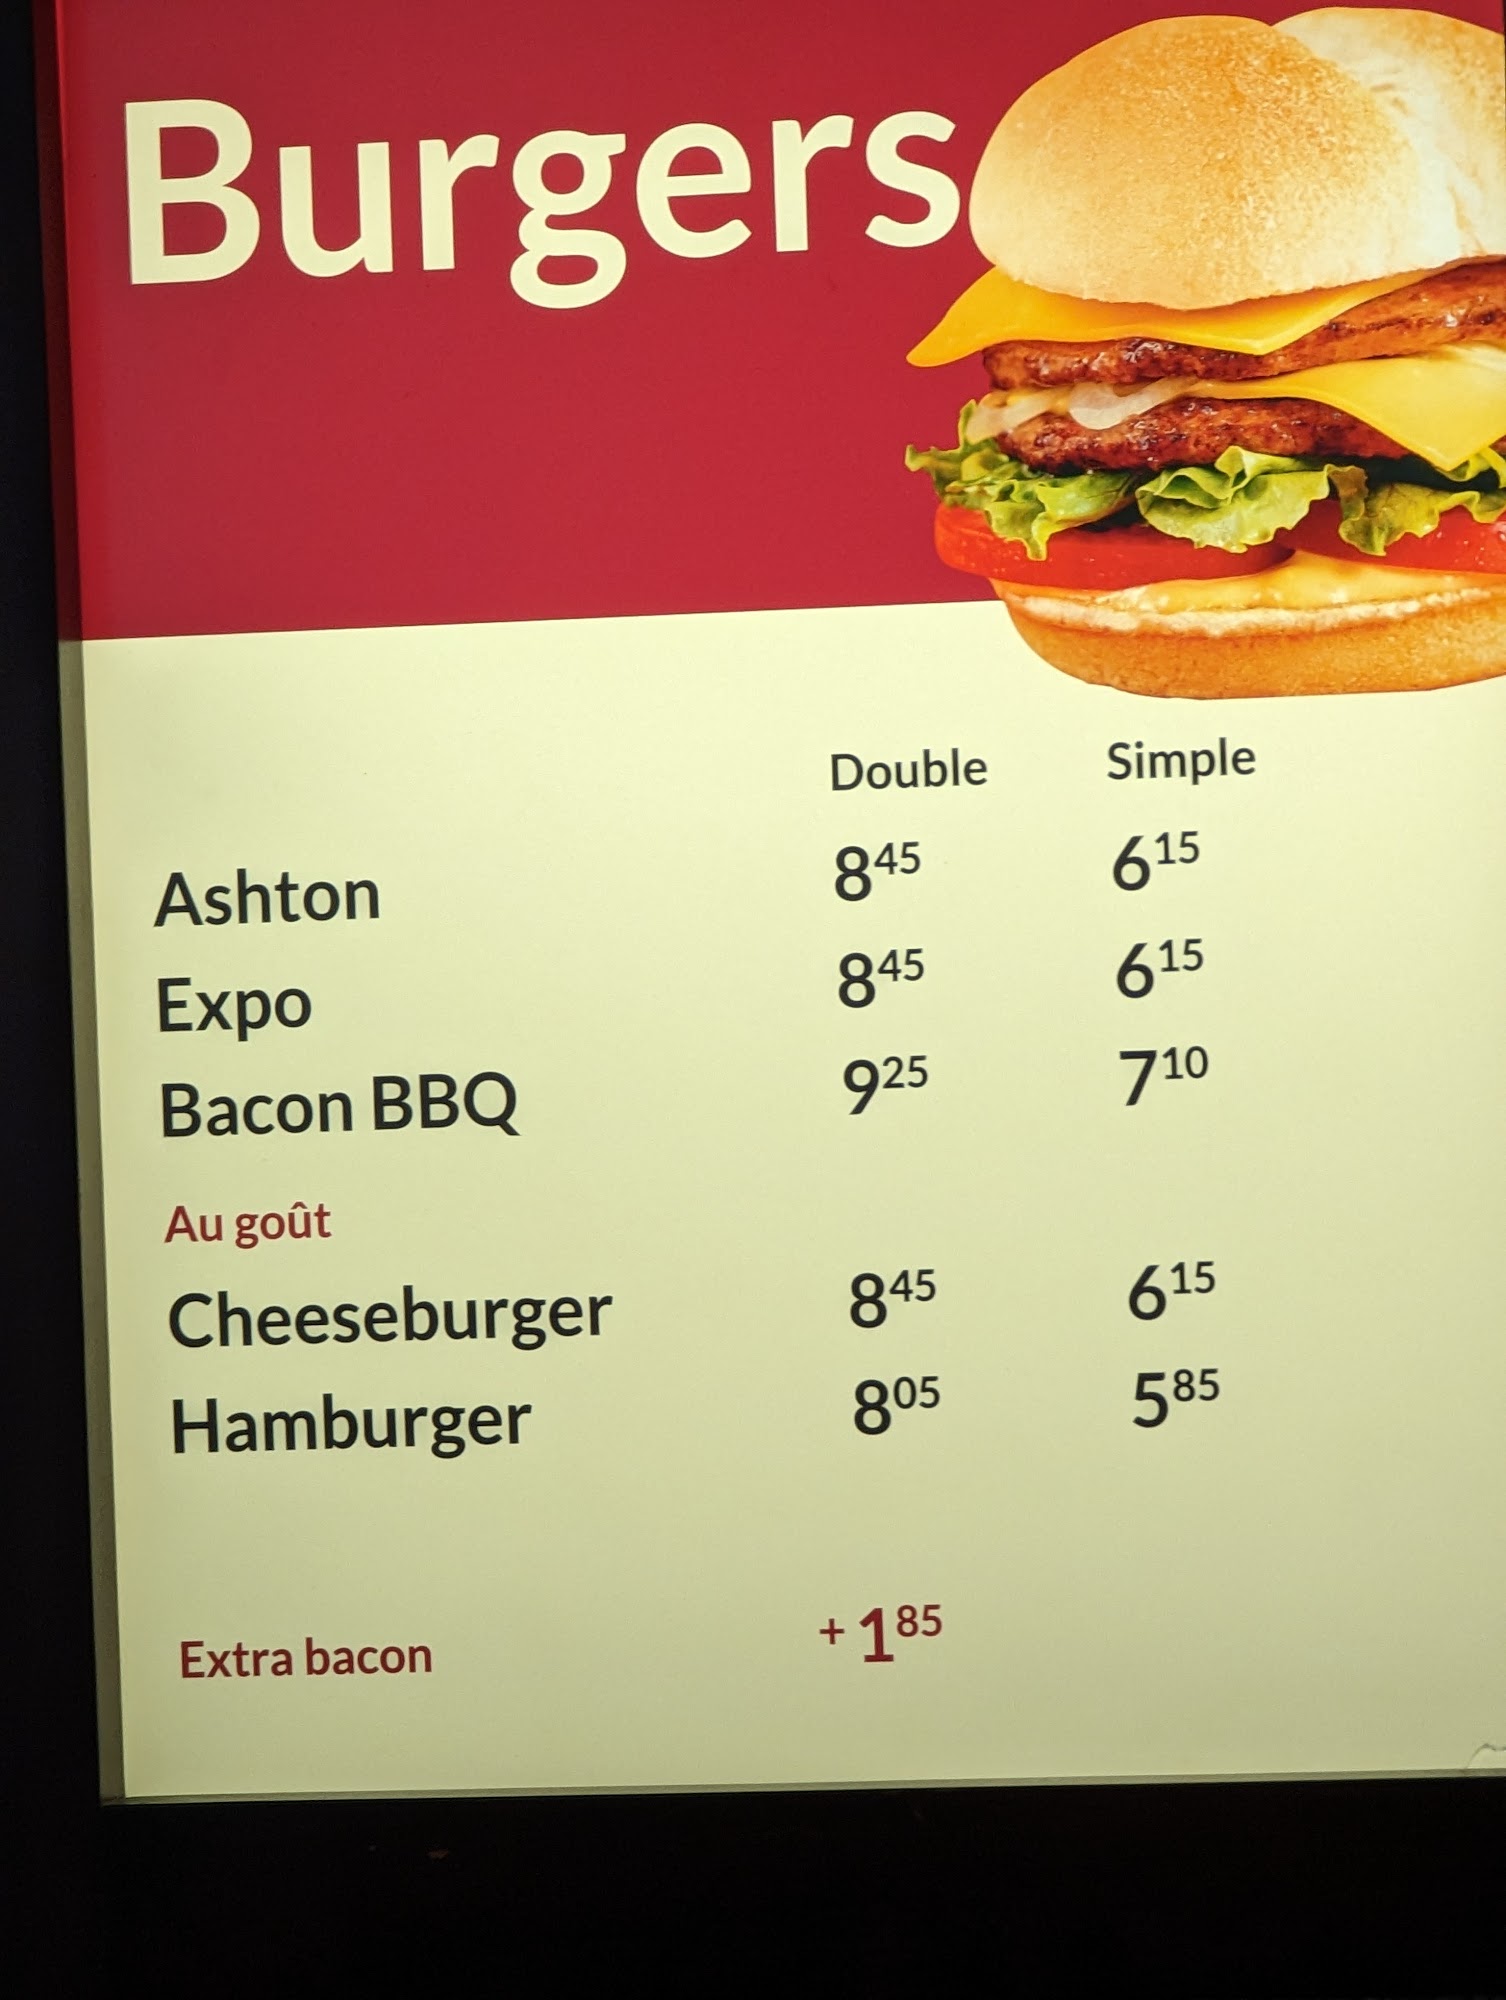 Burgers
Double Simple
Ashton 8⁴⁵ 6¹⁵
Expo 8⁴⁵ 6¹⁵
Bacon BBQ 9²⁵ 7¹⁰
Au goût
Cheeseburger 8⁴⁵ 6¹⁵
Hamburger 8⁰⁵ 5⁸⁵
Extra bacon +1⁸⁵